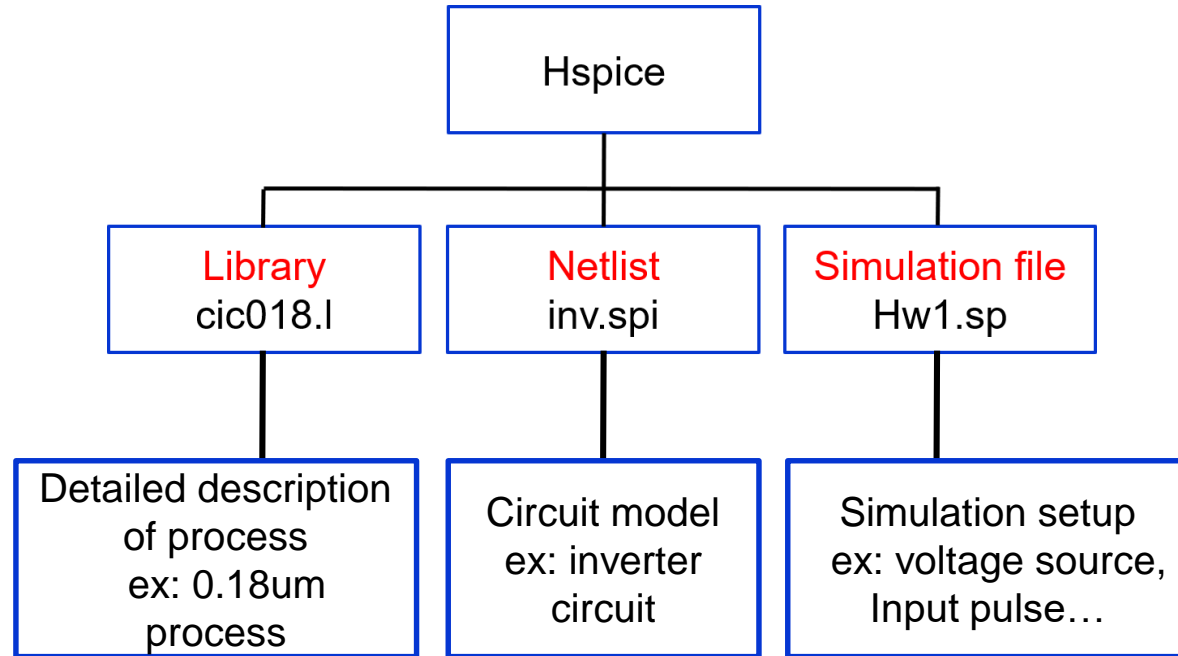 Hspice
Library
cic018.l
Netlist
inv.spi
Simulation file
Hw1.sp
Detailed description
of process
ex: 0.18um
process
Circuit model
ex: inverter
circuit
Simulation setup
ex: voltage source,
Input pulse…